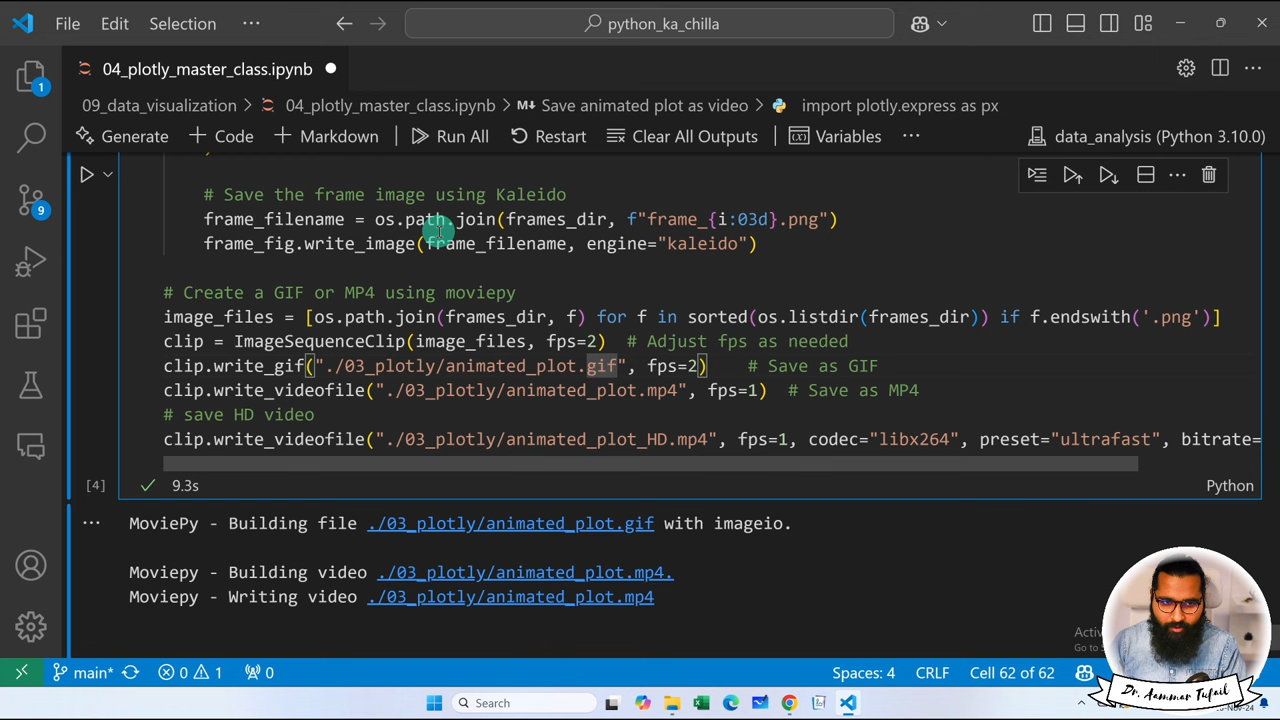 File Edit Selection ··· python_ka_chilla
04_plotly_master_class.ipynb
09_data_visualization > 04_plotly_master_class.ipynb > Save animated plot as video > import plotly.express as px
Generate + Code + Markdown Run All Restart Clear All Outputs Variables ··· data_analysis (Python 3.10.0)
# Save the frame image using Kaleido
frame_filename = os.path.join(frames_dir, f"frame_{i:03d}.png")
frame_fig.write_image(frame_filename, engine="kaleido")
# Create a GIF or MP4 using moviepy
image_files = [os.path.join(frames_dir, f) for f in sorted(os.listdir(frames_dir)) if f.endswith('.png')]
clip = ImageSequenceClip(image_files, fps=2) # Adjust fps as needed
clip.write_gif("./03_plotly/animated_plot.gif", fps=2) # Save as GIF
clip.write_videofile("./03_plotly/animated_plot.mp4", fps=1) # Save as MP4
# save HD video
clip.write_videofile("./03_plotly/animated_plot_HD.mp4", fps=1, codec="libx264", preset="ultrafast", bitrate=
[4] 9.3s Python
MoviePy - Building file ./03_plotly/animated_plot.gif with imageio.
Moviepy - Building video ./03_plotly/animated_plot.mp4.
Moviepy - Writing video ./03_plotly/animated_plot.mp4
1
9
main* 0 1 0 Spaces: 4 CRLF Cell 62 of 62
Search
Dr. Aammar Tufail